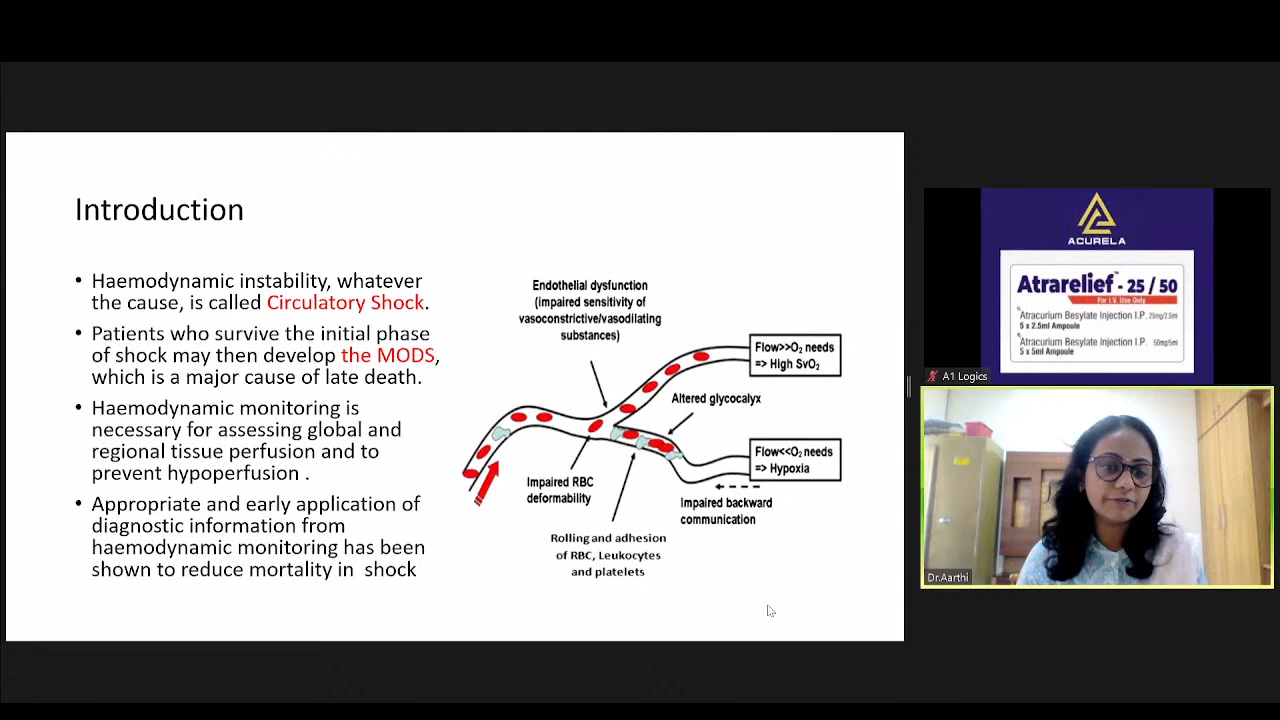 Introduction
• Haemodynamic instability, whatever
the cause, is called Circulatory Shock.
• Patients who survive the initial phase
of shock may then develop the MODS,
which is a major cause of late death.
• Haemodynamic monitoring is
necessary for assessing global and
regional tissue perfusion and to
prevent hypoperfusion .
• Appropriate and early application of
diagnostic information from
haemodynamic monitoring has been
shown to reduce mortality in shock
Endothelial dysfunction
(impaired sensitivity of
vasoconstrictive/vasodilating
substances)
Flow>>O₂ needs
=> High SvO₂
Altered glycocalyx
Flow<<O₂ needs
=> Hypoxia
Impaired RBC
deformability
Impaired backward
communication
Rolling and adhesion
of RBC, Leukocytes
and platelets
ACURELA
Atrarelief™ - 25 / 50
For I.V. Use Only
Atracurium Besylate Injection I.P. 25mg/2.5ml
5 x 2.5ml Ampoule
Atracurium Besylate Injection I.P. 50mg/5ml
5 x 5ml Ampoule
A1 Logics
Dr.Aarthi